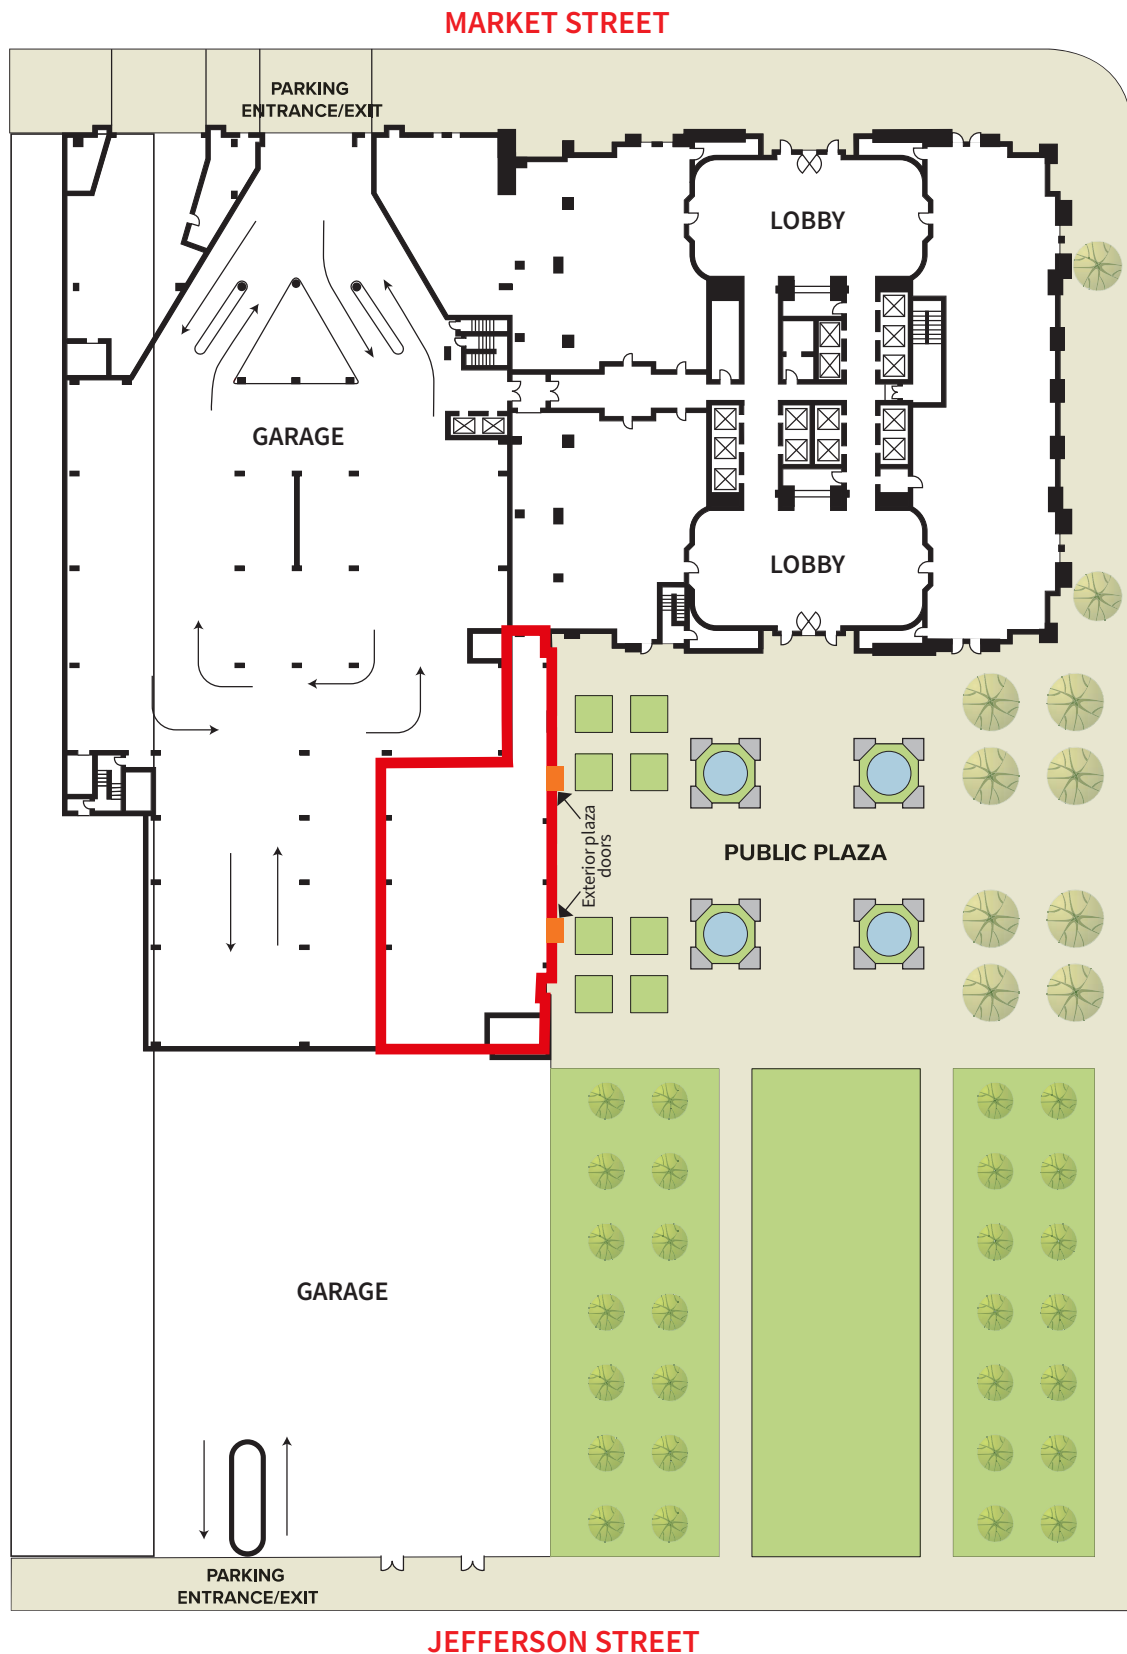 MARKET STREET
PARKING
ENTRANCE/EXIT
LOBBY
GARAGE
LOBBY
Exterior plaza
doors
PUBLIC PLAZA
GARAGE
PARKING
ENTRANCE/EXIT
JEFFERSON STREET